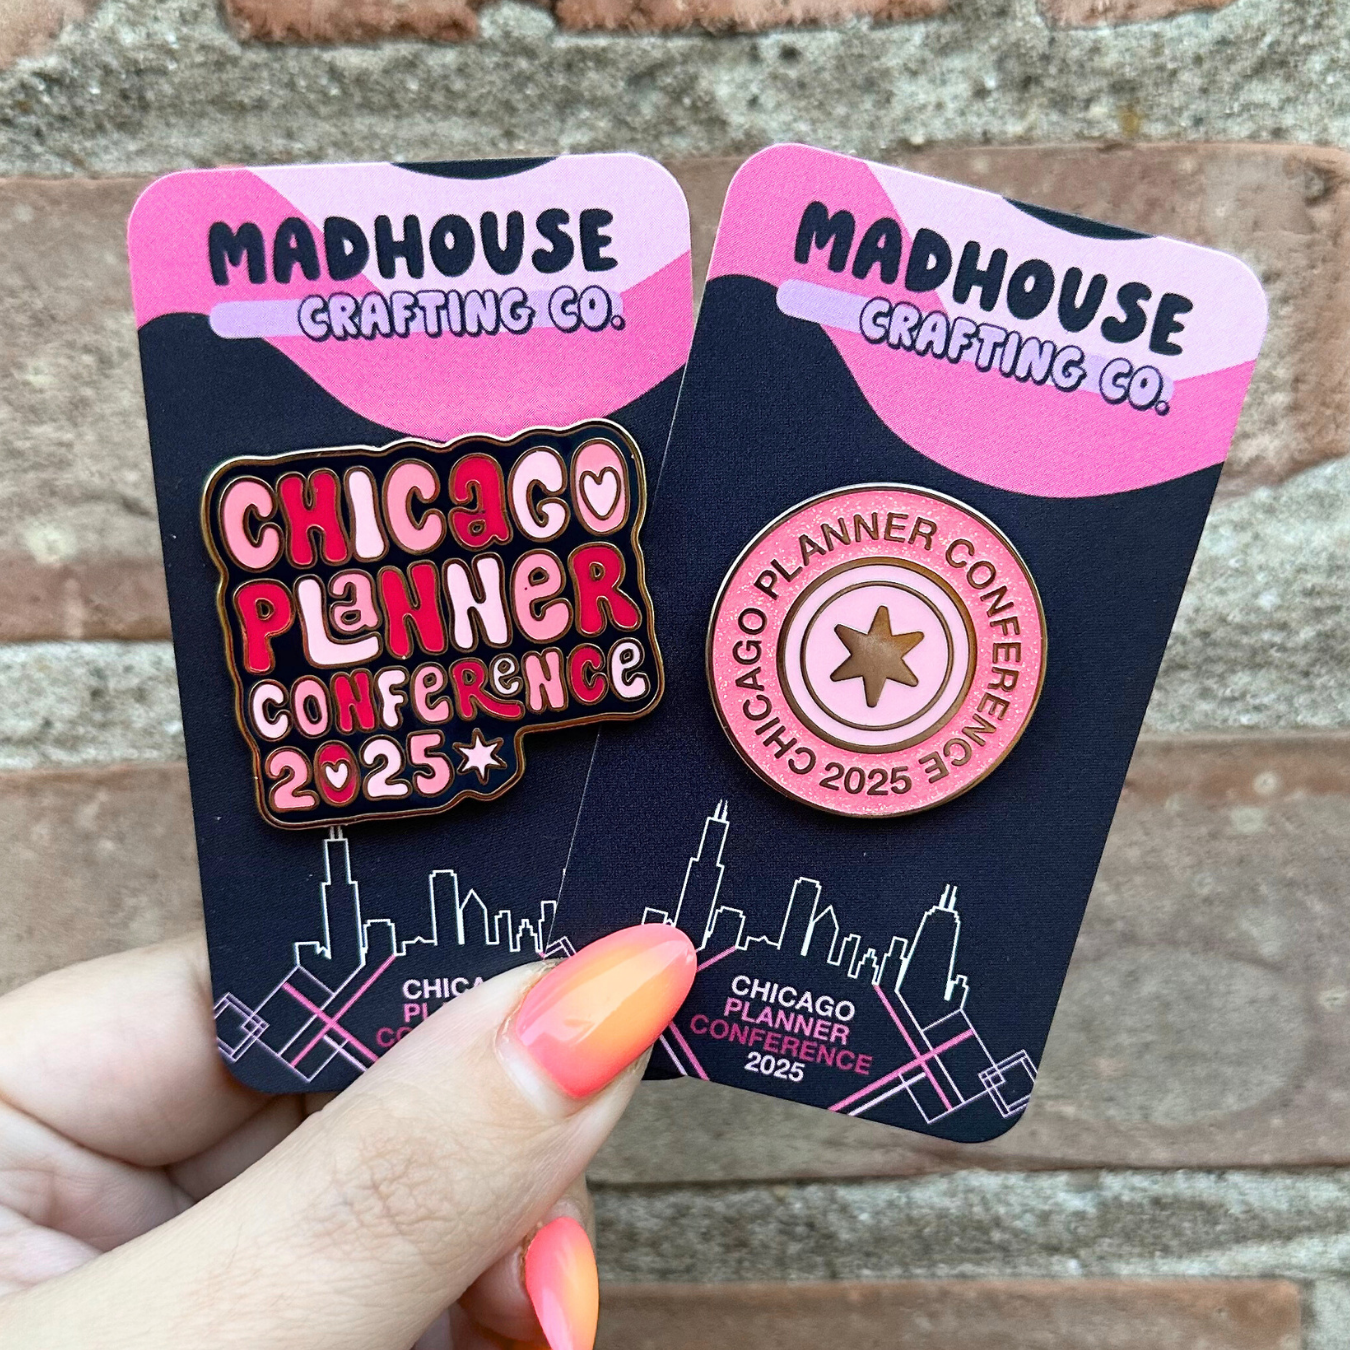 MADHOUSE
CRAFTING CO.
CHICAGO
PLANNER
CONFERENCE
2025
MADHOUSE
CRAFTING CO.
CHICAGO PLANNER CONFERENCE
2025
CHICAGO
PLANNER
CONFERENCE
2025